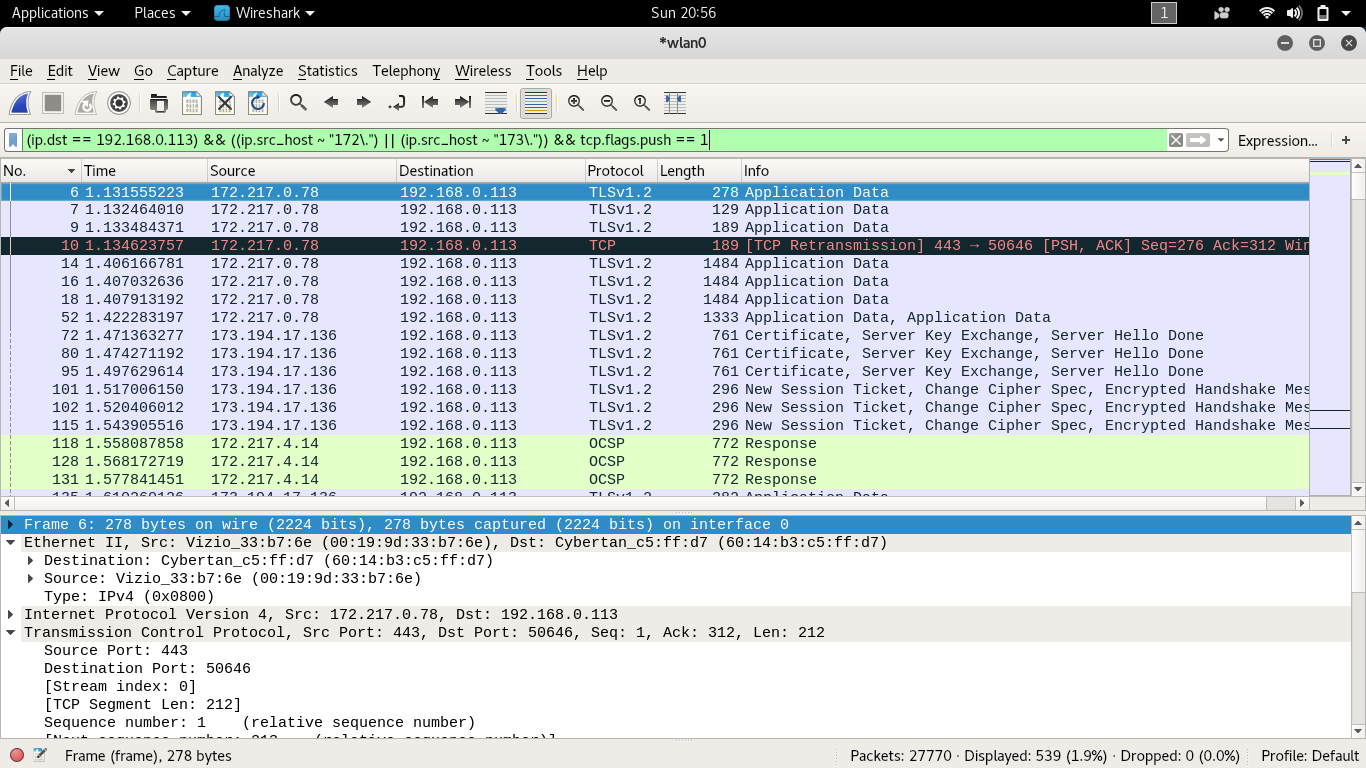 Applications Places Wireshark Sun 20:56 1
*wlan0
File Edit View Go Capture Analyze Statistics Telephony Wireless Tools Help
(ip.dst == 192.168.0.113) && ((ip.src_host ~ "172\.") || (ip.src_host ~ "173\.")) && tcp.flags.push == 1 Expression... +
No. Time Source Destination Protocol Length Info
6 1.131555223 172.217.0.78 192.168.0.113 TLSv1.2 278 Application Data
7 1.132464010 172.217.0.78 192.168.0.113 TLSv1.2 129 Application Data
9 1.133484371 172.217.0.78 192.168.0.113 TLSv1.2 189 Application Data
10 1.134623757 172.217.0.78 192.168.0.113 TCP 189 [TCP Retransmission] 443 → 50646 [PSH, ACK] Seq=276 Ack=312 Win
14 1.406166781 172.217.0.78 192.168.0.113 TLSv1.2 1484 Application Data
16 1.407032636 172.217.0.78 192.168.0.113 TLSv1.2 1484 Application Data
18 1.407913192 172.217.0.78 192.168.0.113 TLSv1.2 1484 Application Data
52 1.422283197 172.217.0.78 192.168.0.113 TLSv1.2 1333 Application Data, Application Data
72 1.471363277 173.194.17.136 192.168.0.113 TLSv1.2 761 Certificate, Server Key Exchange, Server Hello Done
80 1.474271192 173.194.17.136 192.168.0.113 TLSv1.2 761 Certificate, Server Key Exchange, Server Hello Done
95 1.497629614 173.194.17.136 192.168.0.113 TLSv1.2 761 Certificate, Server Key Exchange, Server Hello Done
101 1.517006150 173.194.17.136 192.168.0.113 TLSv1.2 296 New Session Ticket, Change Cipher Spec, Encrypted Handshake Mes
102 1.520406012 173.194.17.136 192.168.0.113 TLSv1.2 296 New Session Ticket, Change Cipher Spec, Encrypted Handshake Mes
115 1.543905516 173.194.17.136 192.168.0.113 TLSv1.2 296 New Session Ticket, Change Cipher Spec, Encrypted Handshake Mes
118 1.558087858 172.217.4.14 192.168.0.113 OCSP 772 Response
128 1.568172719 172.217.4.14 192.168.0.113 OCSP 772 Response
131 1.577841451 172.217.4.14 192.168.0.113 OCSP 772 Response
173.194.17.136 192.168.0.113 TLSv1.2 Application Data
Frame 6: 278 bytes on wire (2224 bits), 278 bytes captured (2224 bits) on interface 0
Ethernet II, Src: Vizio_33:b7:6e (00:19:9d:33:b7:6e), Dst: Cybertan_c5:ff:d7 (60:14:b3:c5:ff:d7)
Destination: Cybertan_c5:ff:d7 (60:14:b3:c5:ff:d7)
Source: Vizio_33:b7:6e (00:19:9d:33:b7:6e)
Type: IPv4 (0x0800)
Internet Protocol Version 4, Src: 172.217.0.78, Dst: 192.168.0.113
Transmission Control Protocol, Src Port: 443, Dst Port: 50646, Seq: 1, Ack: 312, Len: 212
Source Port: 443
Destination Port: 50646
[Stream index: 0]
[TCP Segment Len: 212]
Sequence number: 1 (relative sequence number)
[Next sequence number: 213 (relative sequence number)]
Frame (frame), 278 bytes Packets: 27770 · Displayed: 539 (1.9%) · Dropped: 0 (0.0%) Profile: Default